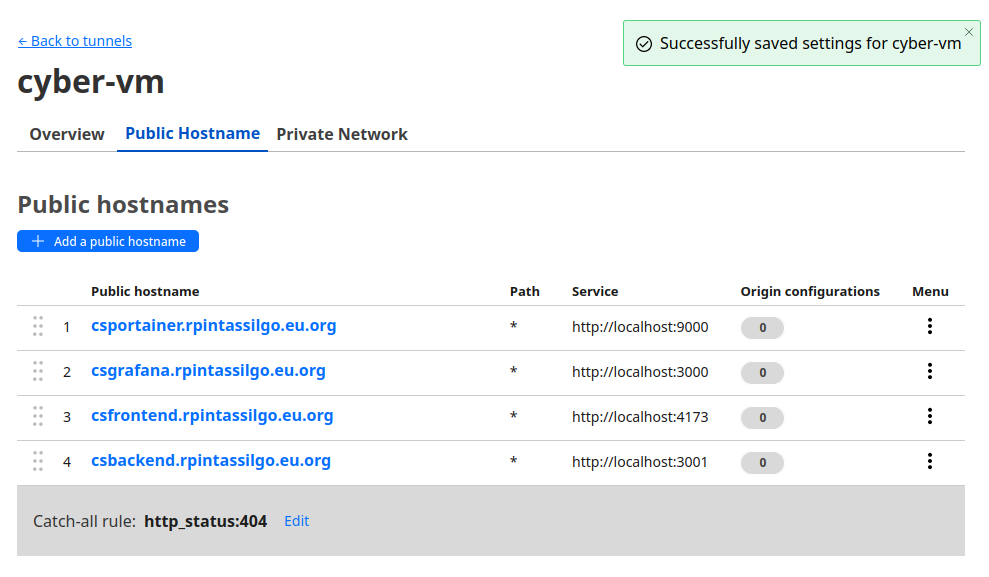 ← Back to tunnels
Successfully saved settings for cyber-vm
cyber-vm
Overview Public Hostname Private Network
Public hostnames
Add a public hostname
Public hostname Path Service Origin configurations Menu
1 csportainer.rpintassilgo.eu.org * http://localhost:9000 0
2 csgrafana.rpintassilgo.eu.org * http://localhost:3000 0
3 csfrontend.rpintassilgo.eu.org * http://localhost:4173 0
4 csbackend.rpintassilgo.eu.org * http://localhost:3001 0
Catch-all rule: http_status:404 Edit